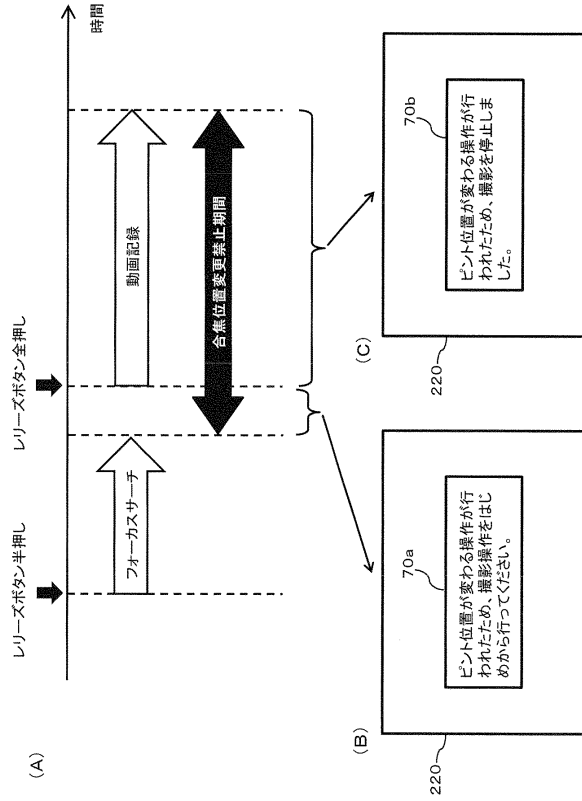 (A)
レリーズボタン半押し
レリーズボタン全押し
時間
フォーカスサーチ
動画記録
合焦位置変更禁止期間
(B)
220
70a
ピント位置が変わる操作が行
われたため、撮影操作をはじ
めから行ってください。
(C)
220
70b
ピント位置が変わる操作が行
われたため、撮影を停止しま
した。